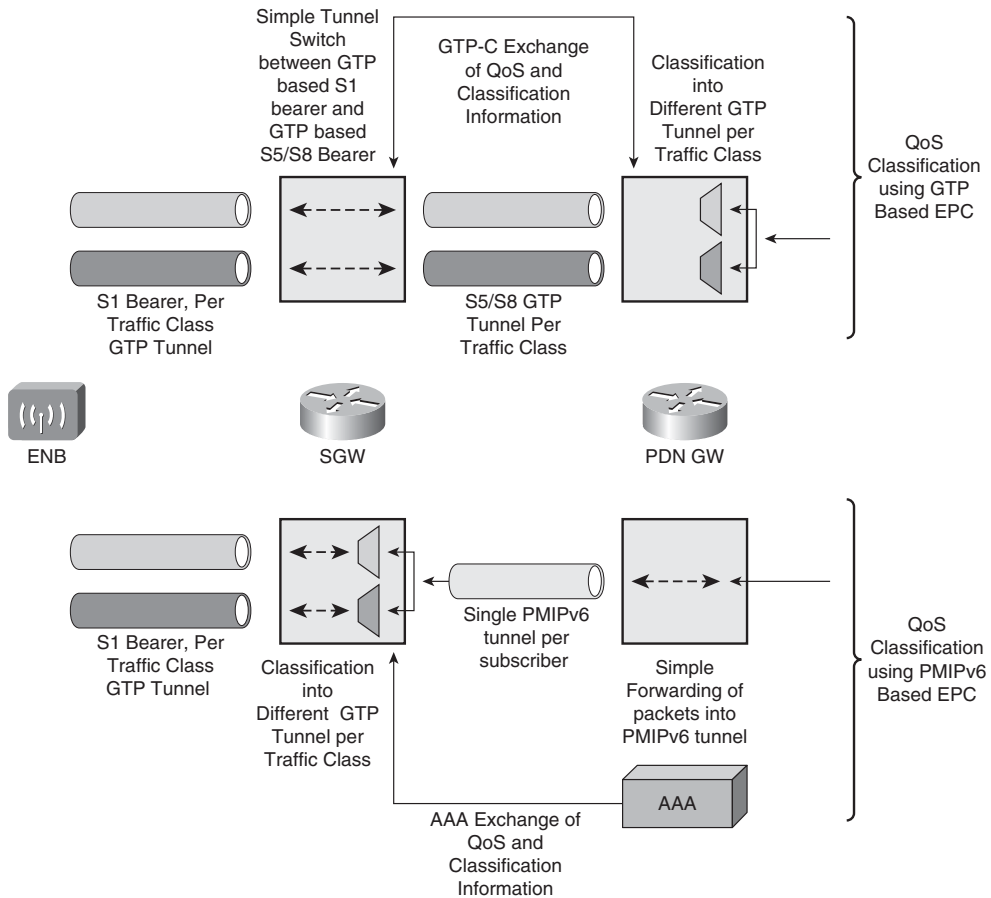 Simple Tunnel
Switch
between GTP
based S1
bearer and
GTP based
S5/S8 Bearer
GTP-C Exchange
of QoS and
Classification
Information
Classification
into
Different GTP
Tunnel per
Traffic Class
QoS
Classification
using GTP
Based EPC
S1 Bearer, Per
Traffic Class
GTP Tunnel
S5/S8 GTP
Tunnel Per
Traffic Class
ENB
SGW
PDN GW
S1 Bearer, Per
Traffic Class
GTP Tunnel
Classification
into
Different GTP
Tunnel per
Traffic Class
Single PMIPv6
tunnel per
subscriber
Simple
Forwarding of
packets into
PMIPv6 tunnel
QoS
Classification
using PMIPv6
Based EPC
AAA
AAA Exchange of
QoS and
Classification
Information